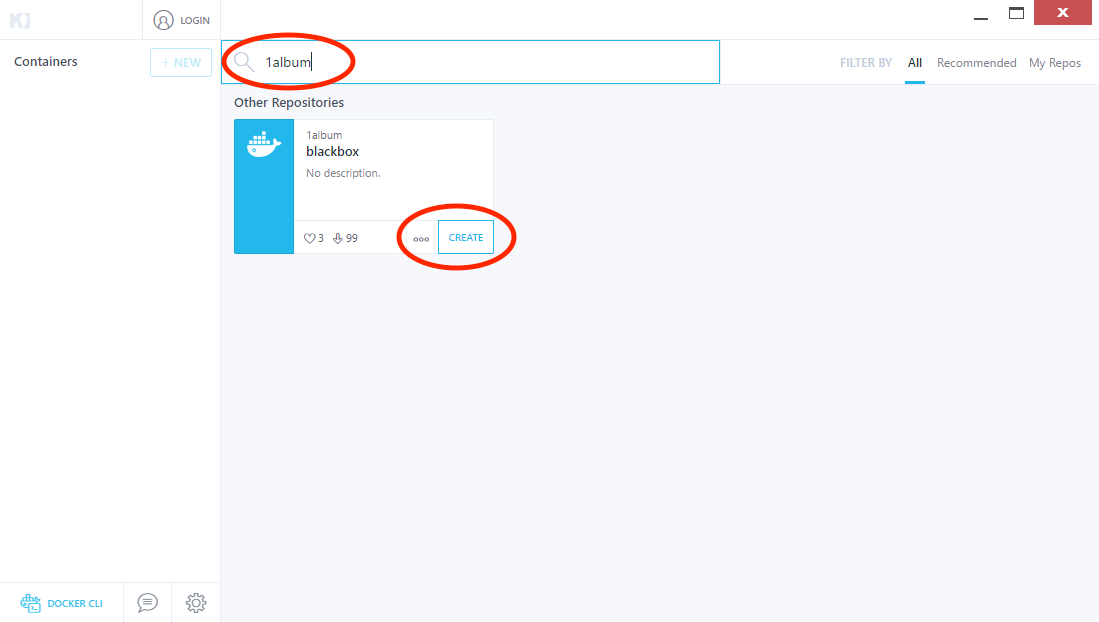 LOGIN
Containers
+ NEW
1album
FILTER BY All Recommended My Repos
Other Repositories
1album
blackbox
No description.
3 99
CREATE
DOCKER CLI